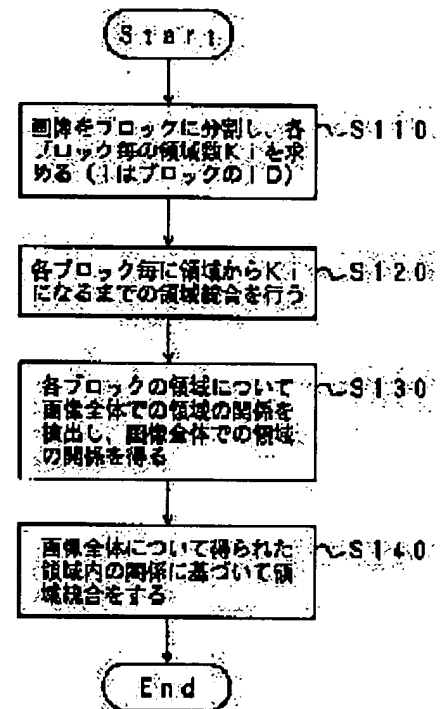 Start
画像をブロックに分割し、各
ブロック毎の領域数Kiを求
める(iはブロックのID)
S110
各ブロック毎に領域からKi
になるまでの領域統合を行う
S120
各ブロックの領域について
画像全体での領域の関係を
検出し、画像全体での領域
の関係を得る
S130
画像全体について得られた
領域内の関係に基づいて領
域統合をする
S140
End